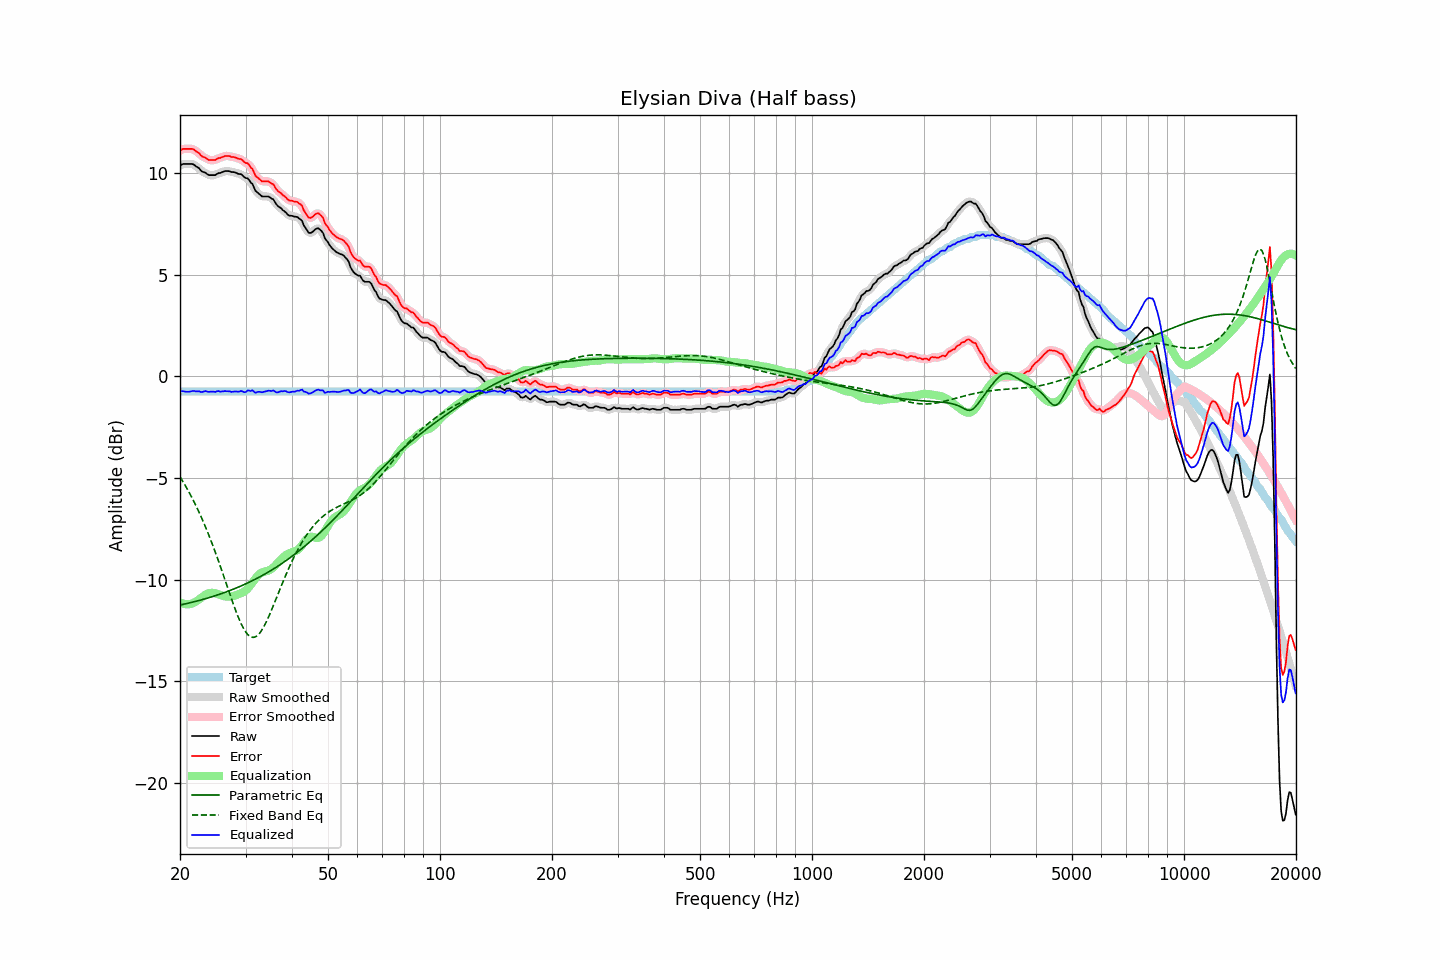 Elysian Diva (Half bass)
Amplitude (dBr)
10
5
0
−5
−10
−15
−20
Target
Raw Smoothed
Error Smoothed
Raw
Error
Equalization
Parametric Eq
Fixed Band Eq
Equalized
20 50 100 200 500 1000 2000 5000 10000 20000
Frequency (Hz)